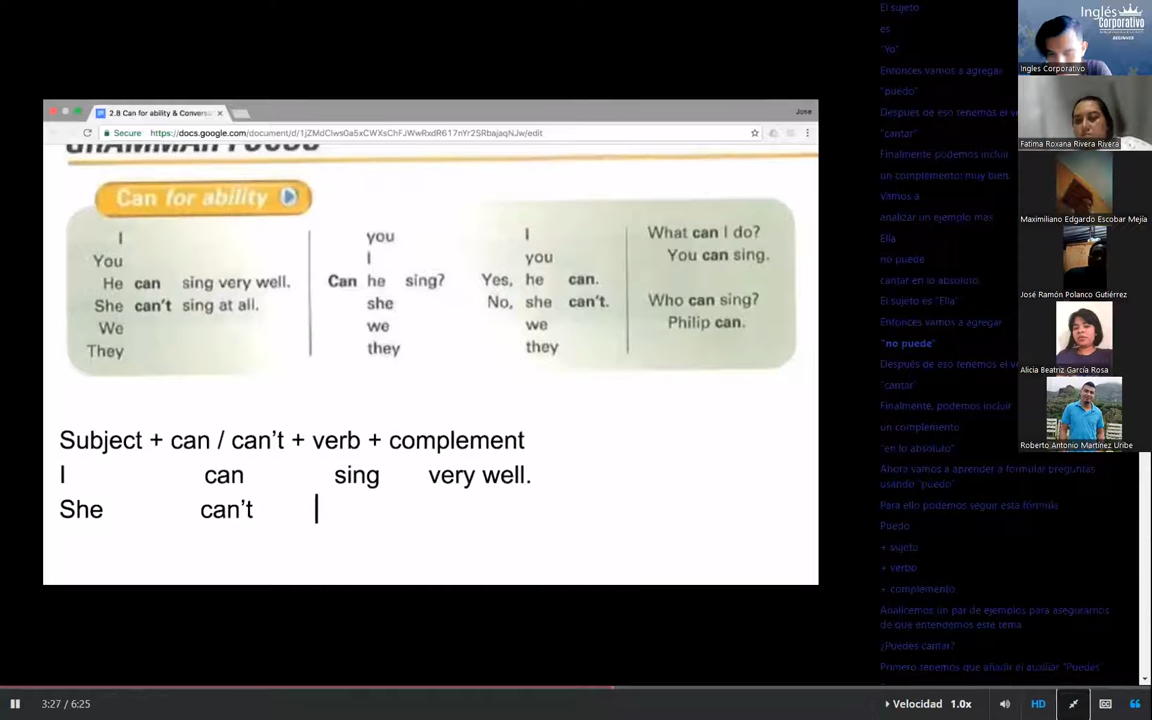 2.8 Can for ability & Convers
Jose
Secure https://docs.google.com/document/d/1jZMdClws0a5xCWXsChFJWwRxdR617nYr2SRbajaqNJw/edit
GRAMMAR FOCUS
Can for ability
I
You
He can sing very well.
She can't sing at all.
We
They
you
I
Can he sing?
she
we
they
I
you
Yes, he can.
No, she can't.
we
they
What can I do?
You can sing.
Who can sing?
Philip can.
Subject + can / can't + verb + complement
I can sing very well.
She can't
El sujeto
es
"Yo"
Entonces vamos a agregar
"puedo"
Despues de eso tenemos el ve
"cantar"
Finalmente podemos incluir
un complemento: muy bien.
Vamos a
analizar un ejemplo mas
Ella
no puede
cantar en lo absoluto.
El sujeto es "Ella"
Entonces vamos a agregar
"no puede"
Después de eso tenemos el ve
"cantar"
Finalmente, podemos incluir
un complemento
"en lo absoluto"
Ahora vamos a aprender a formular preguntas
usando "puedo"
Para ello podemos seguir esta fórmula
Puedo
+ sujeto
+ verbo
+ complemento
Analicemos un par de ejemplos para asegurarnos
de que entendemos este tema
¿Puedes cantar?
Primero tenemos que añadir el auxiliar "Puedes"
Inglés
Corporativo
BEGINNER
Ingles Corporativo
Fatima Roxana Rivera Rivera
Maximiliano Edgardo Escobar Mejía
José Ramón Polanco Gutiérrez
Alicia Beatriz García Rosa
Roberto Antonio Martínez Uribe
3:27 / 6:25
Velocidad 1.0x
HD